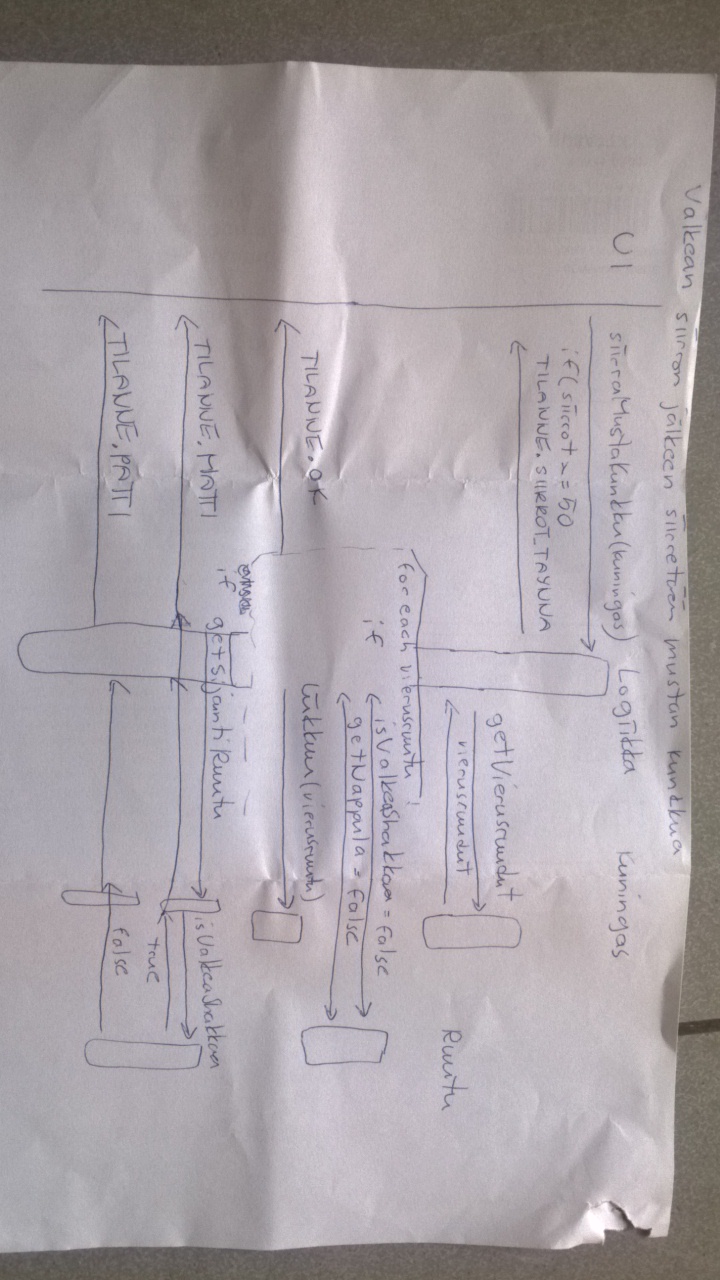 Valkean siirron jälkeen siirretään mustan kunkkua
UI
siirraMustaKunkku(kuningas)
Logiikka
Kuningas
if(siirrot >= 50
TILANNE.SIIRROT_TAYNNA
getVierusruudut
vierusruudut
Ruutu
for each vierusruutu
if
isValkeaShakkaa = false
getNappula = false
TILANNE.OK
liikkuu(vierusruutu)
if
getSijaintiRuutu
TILANNE.MATTI
isValkeaShakkaa
true
TILANNE.PATTI
false